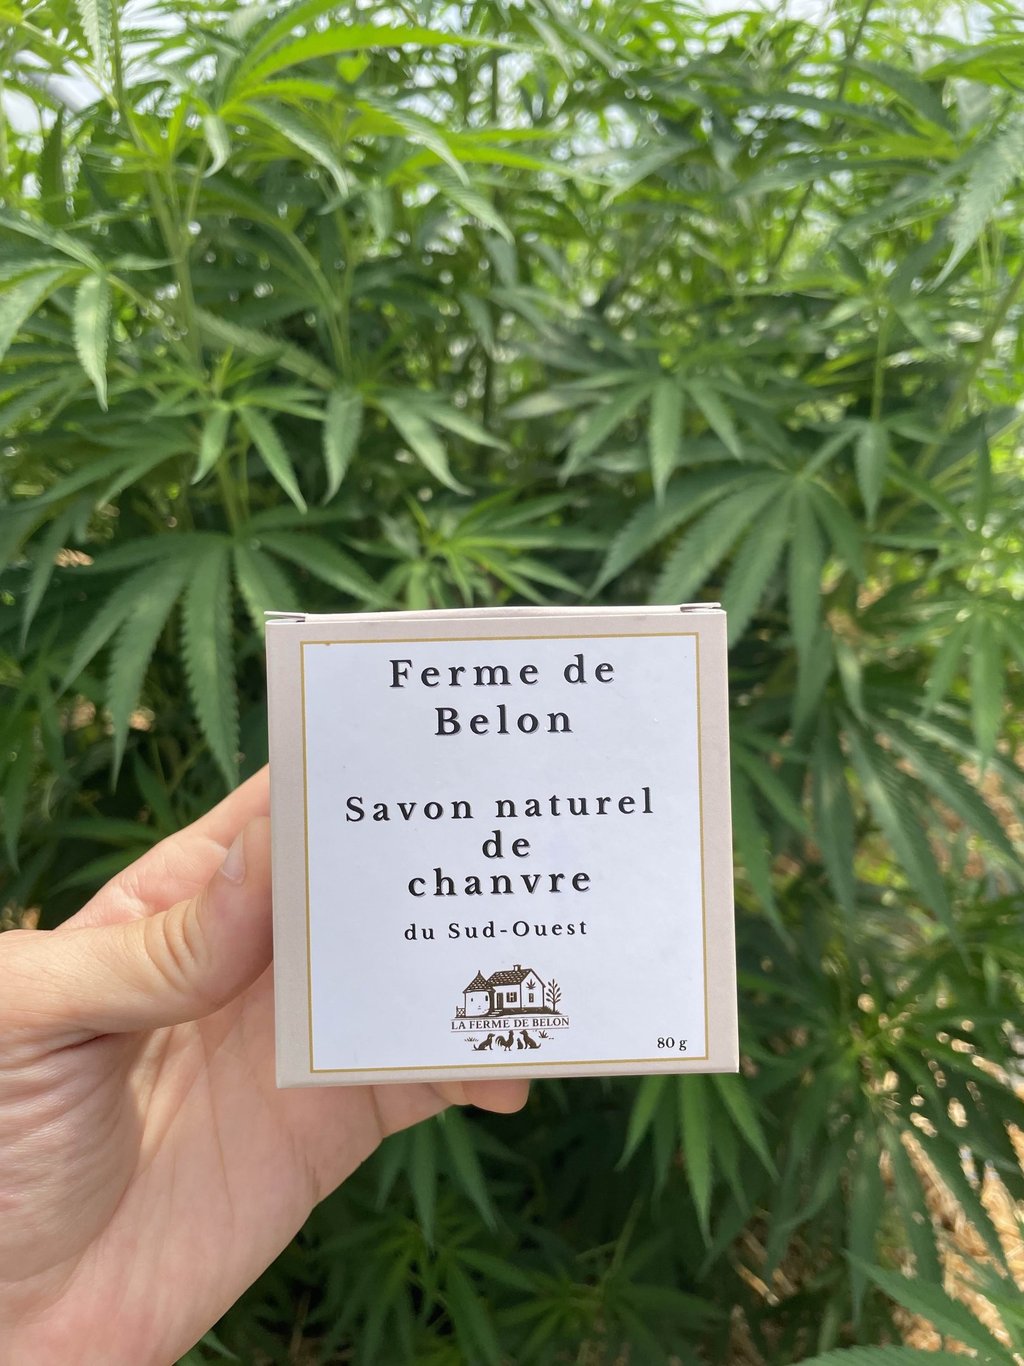 Ferme de
Belon
Savon naturel
de
chanvre
du Sud-Ouest
LA FERME DE BELON
80 g